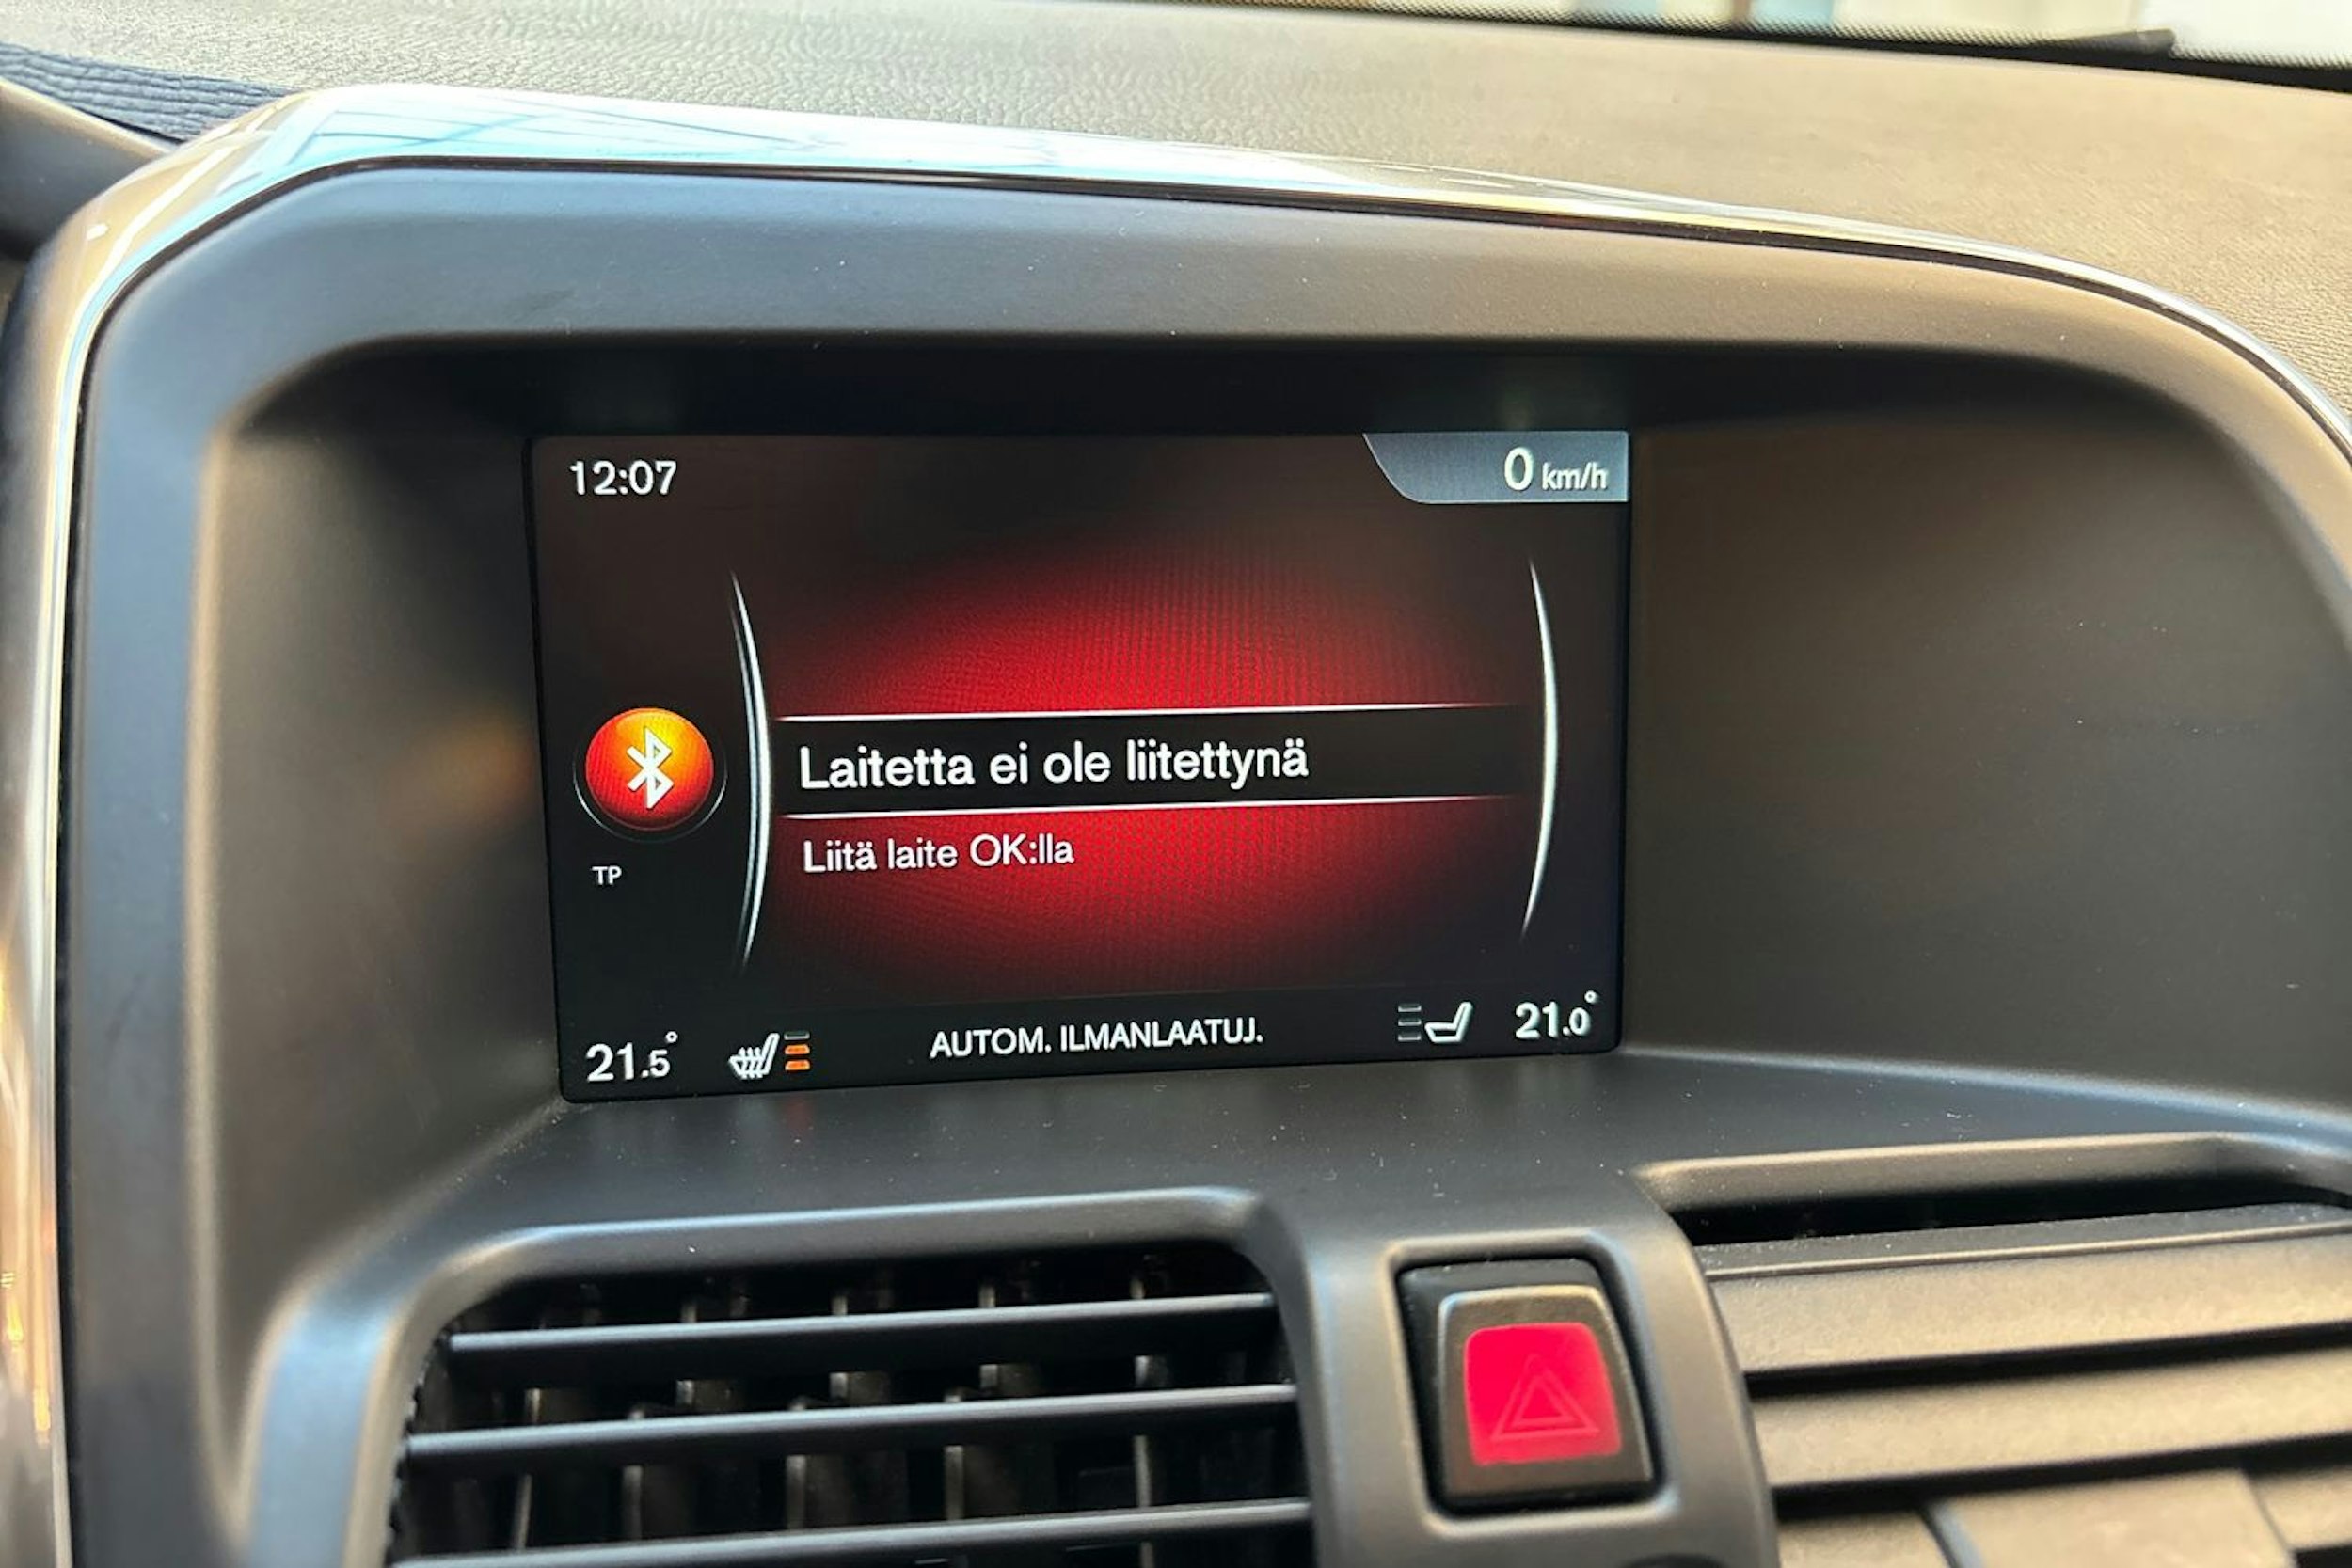 12:07
0 km/h
Laitetta ei ole liitettynä
Liitä laite OK:lla
TP
21.5°
AUTOM. ILMANLAATUJ.
21.0°